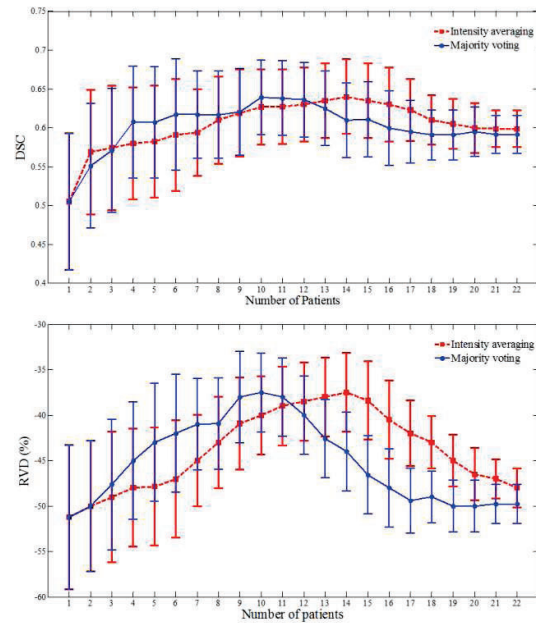 0.75
Intensity averaging
0.7
Majority voting
0.65
0.6
DSC
0.55
0.5
0.45
0.4
1 2 3 4 5 6 7 8 9 10 11 12 13 14 15 16 17 18 19 20 21 22
Number of Patients
-30
Intensity averaging
-35
Majority voting
-40
RVD (%)
-45
-50
-55
-60
1 2 3 4 5 6 7 8 9 10 11 12 13 14 15 16 17 18 19 20 21 22
Number of patients